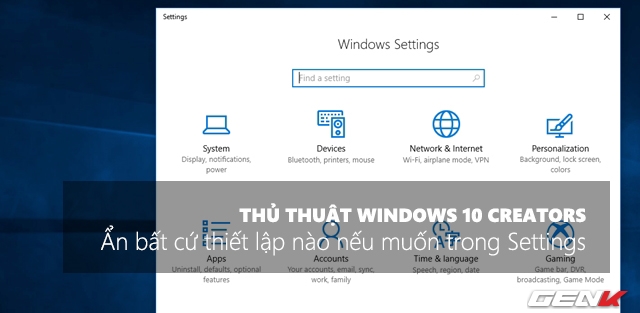 Settings
Windows Settings
Find a setting
System
Display, notifications,
power
Devices
Bluetooth, printers, mouse
Network & Internet
Wi-Fi, airplane mode, VPN
Personalization
Background, lock screen,
colors
THỦ THUẬT WINDOWS 10 CREATORS
Ẩn bất cứ thiết lập nào nếu muốn trong Settings
Apps
Uninstall, defaults, optional
features
Accounts
Your accounts, email, sync,
work, family
Time & language
Speech, region, date
Gaming
Game bar, DVR,
broadcasting, Game Mode
GENK